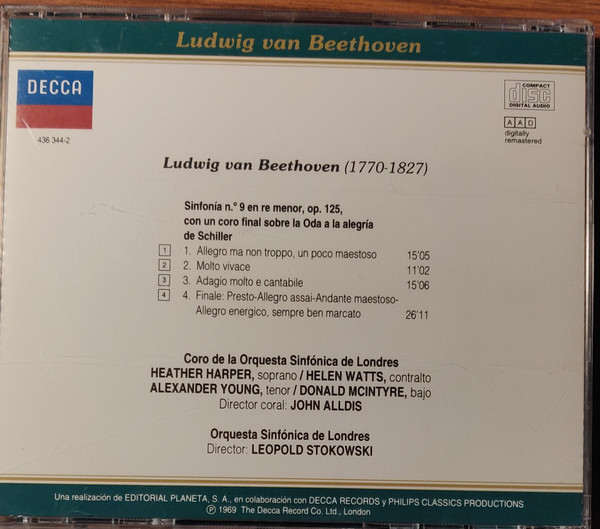 Ludwig van Beethoven
DECCA
436 344-2
COMPACT
disc
DIGITAL AUDIO
A A D
digitally
remastered
Ludwig van Beethoven (1770-1827)
Sinfonía n.º 9 en re menor, op. 125,
con un coro final sobre la Oda a la alegría
de Schiller
1 1. Allegro ma non troppo, un poco maestoso 15'05
2 2. Molto vivace 11'02
3 3. Adagio molto e cantabile 15'06
4 4. Finale: Presto-Allegro assai-Andante maestoso-
Allegro energico, sempre ben marcato 26'11
Coro de la Orquesta Sinfónica de Londres
HEATHER HARPER, soprano / HELEN WATTS, contralto
ALEXANDER YOUNG, tenor / DONALD MCINTYRE, bajo
Director coral: JOHN ALLDIS
Orquesta Sinfónica de Londres
Director: LEOPOLD STOKOWSKI
Una realización de EDITORIAL PLANETA, S. A., en colaboración con DECCA RECORDS y PHILIPS CLASSICS PRODUCTIONS
Ⓟ 1969 The Decca Record Co. Ltd., London